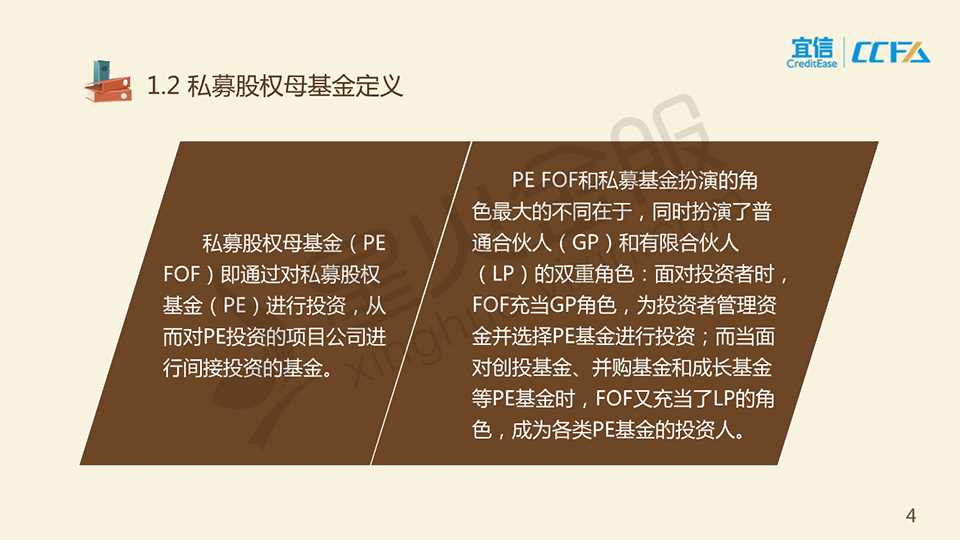 宜信
CreditEase
CCFA
1.2 私募股权母基金定义
私募股权母基金（PE
FOF）即通过对私募股权
基金（PE）进行投资，从
而对PE投资的项目公司进
行间接投资的基金。
PE FOF和私募基金扮演的角
色最大的不同在于，同时扮演了普
通合伙人（GP）和有限合伙人
（LP）的双重角色：面对投资者时，
FOF充当GP角色，为投资者管理资
金并选择PE基金进行投资；而当面
对创投基金、并购基金和成长基金
等PE基金时，FOF又充当了LP的角
色，成为各类PE基金的投资人。
4